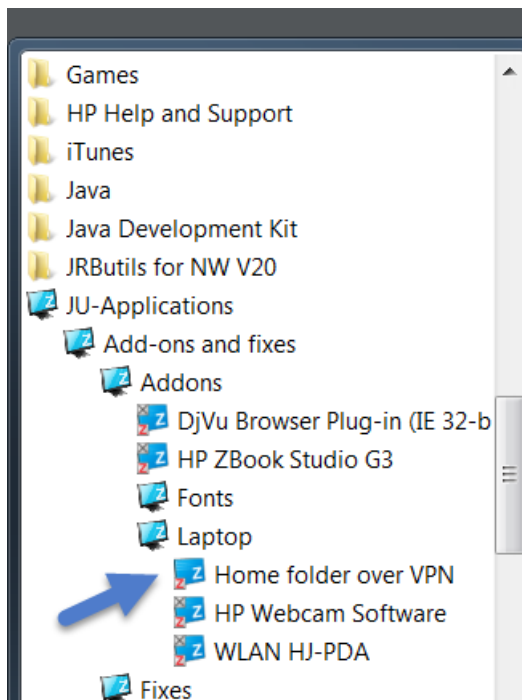 Games
HP Help and Support
iTunes
Java
Java Development Kit
JRButils for NW V20
JU-Applications
Add-ons and fixes
Addons
DjVu Browser Plug-in (IE 32-b
HP ZBook Studio G3
Fonts
Laptop
Home folder over VPN
HP Webcam Software
WLAN HJ-PDA
Fixes